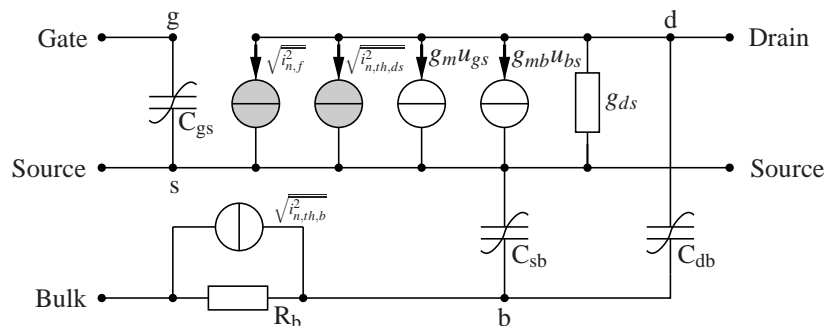 g d
Gate √i²n,f √i²n,th,ds gmugs gmbubs Drain
gds
Cgs
Source s Source
√i²n,th,b
Csb Cdb
Bulk Rb b